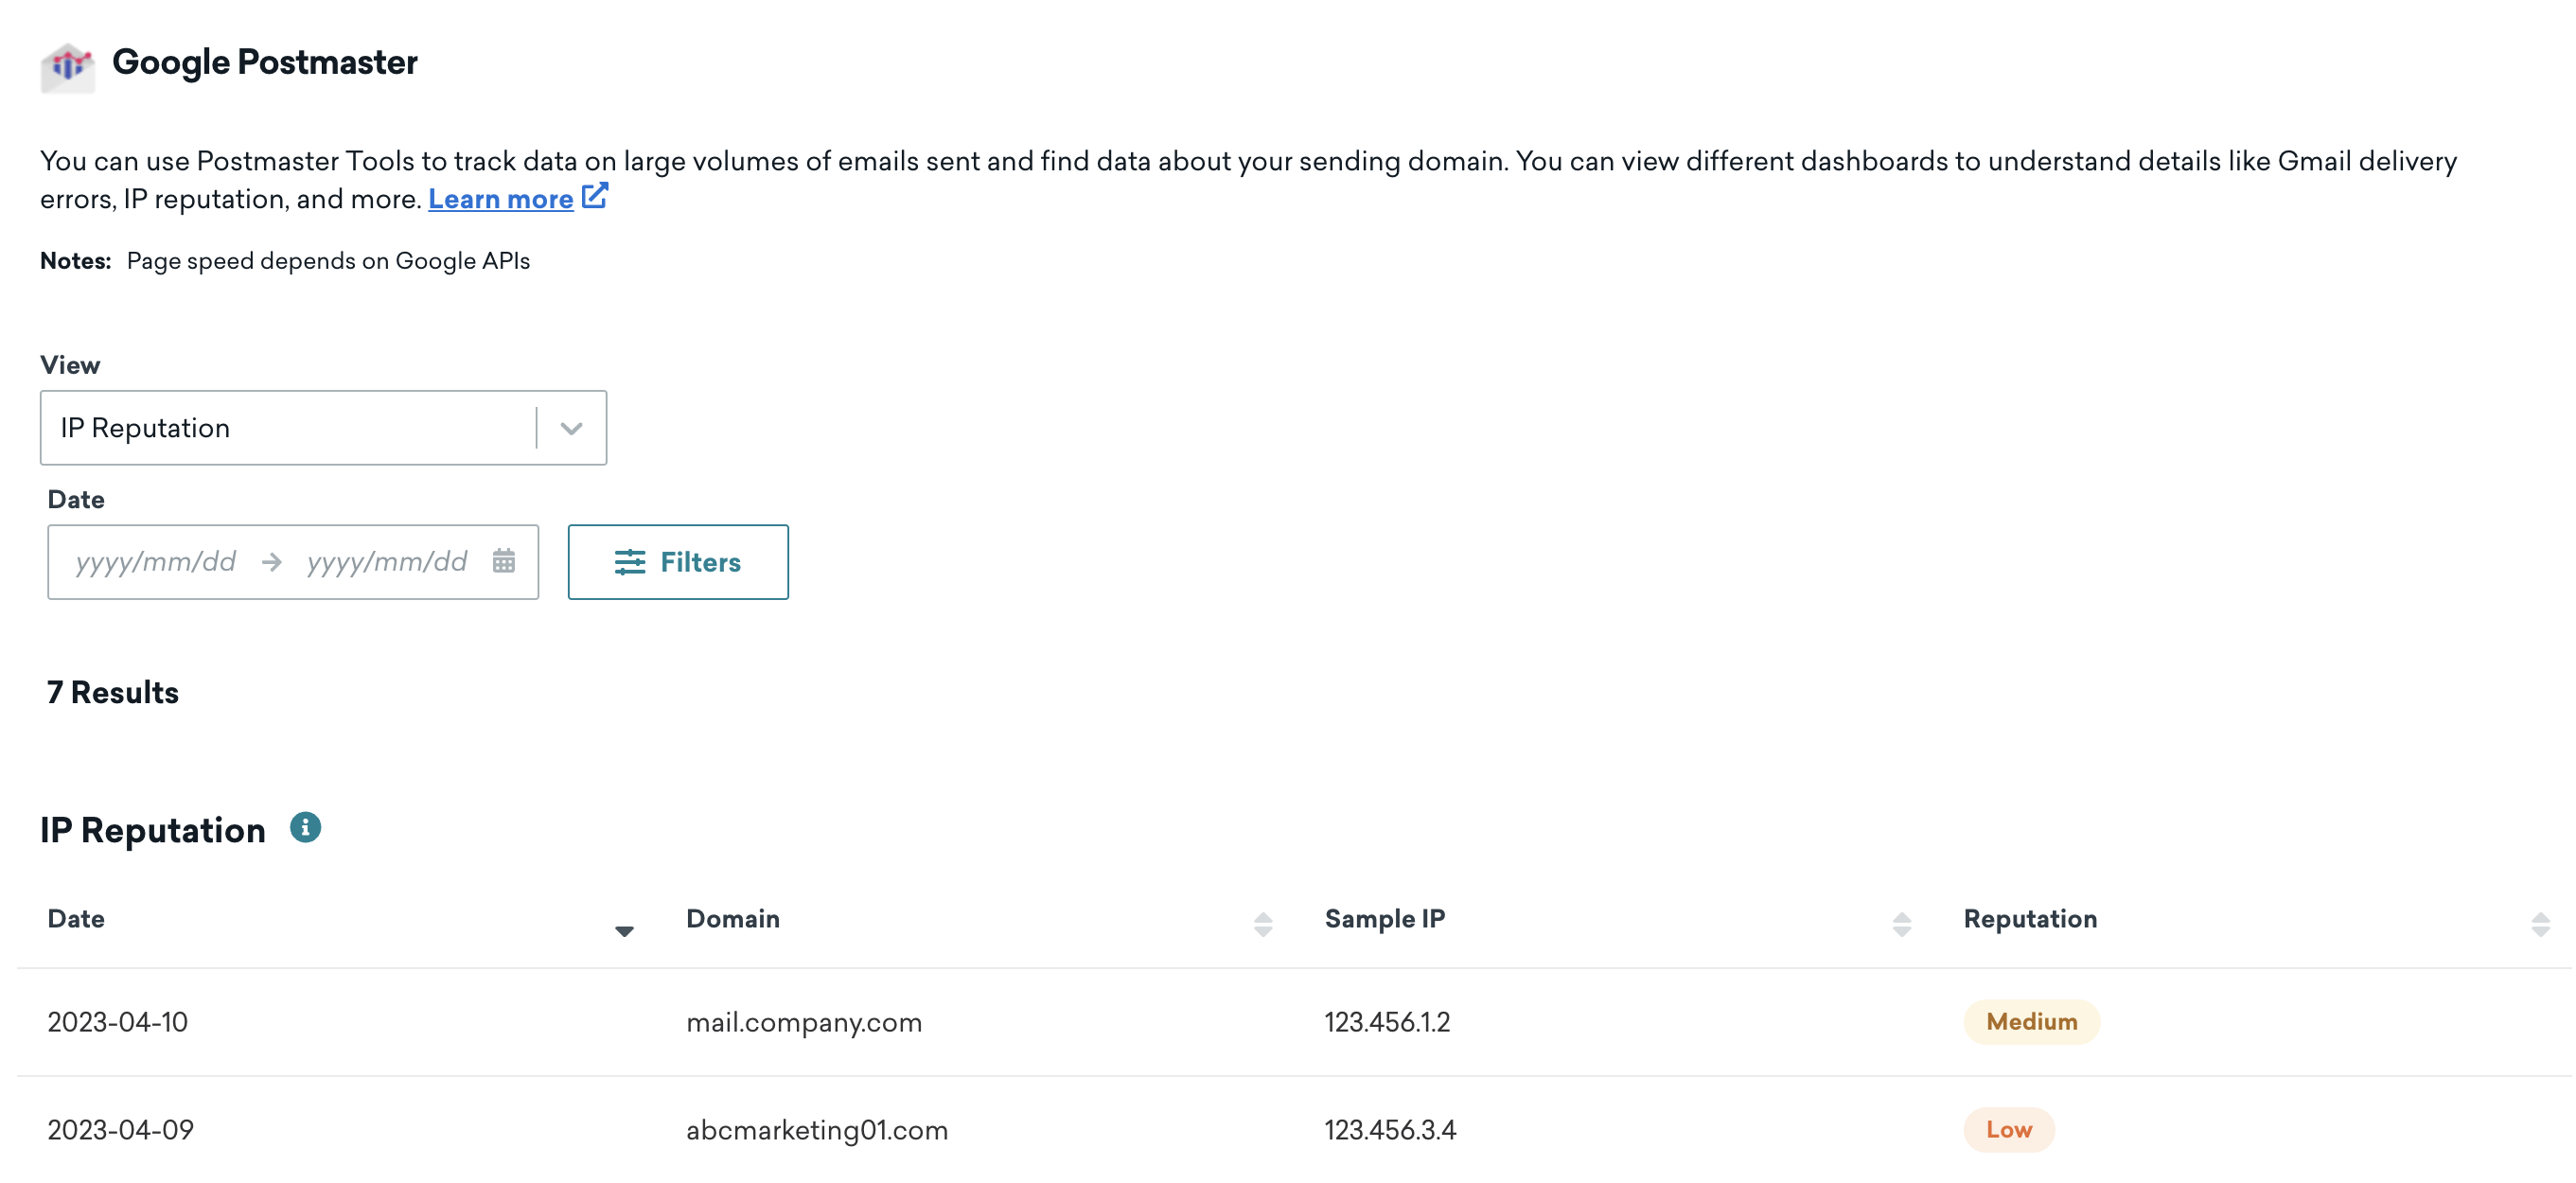 Google Postmaster
You can use Postmaster Tools to track data on large volumes of emails sent and find data about your sending domain. You can view different dashboards to understand details like Gmail delivery
errors, IP reputation, and more. Learn more
Notes: Page speed depends on Google APIs
View
IP Reputation
Date
yyyy/mm/dd → yyyy/mm/dd Filters
7 Results
IP Reputation
Date Domain Sample IP Reputation
2023-04-10 mail.company.com 123.456.1.2 Medium
2023-04-09 abcmarketing01.com 123.456.3.4 Low